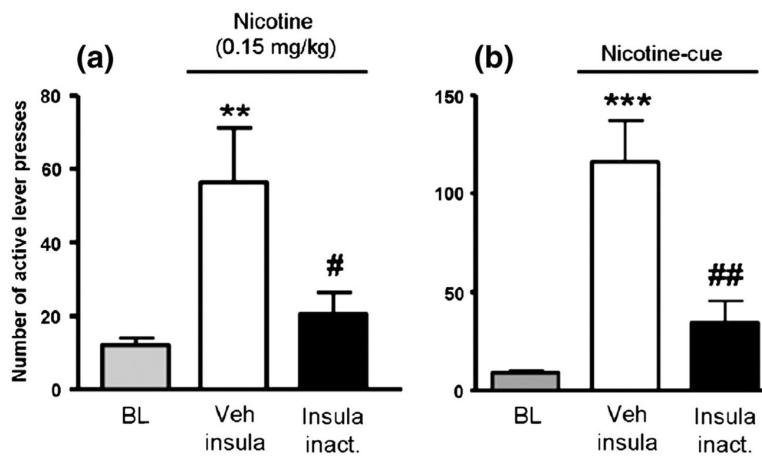 (a)
Nicotine
(0.15 mg/kg)
Number of active lever presses
80
60
40
20
0
**
#
BL
Veh
insula
Insula
inact.
(b)
Nicotine-cue
150
100
50
0
***
##
BL
Veh
insula
Insula
inact.